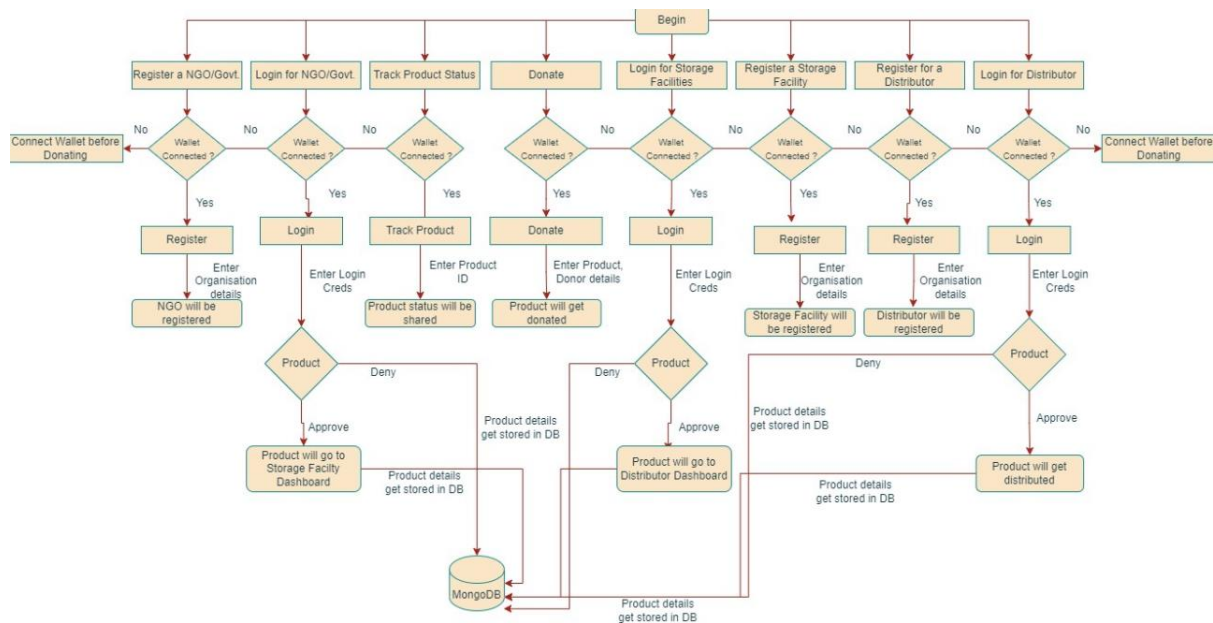 Begin
Register a NGO/Govt.
Login for NGO/Govt.
Track Product Status
Donate
Login for Storage
Facilities
Register a Storage
Facility
Register for a
Distributor
Login for Distributor
Connect Wallet before
Donating
No
Wallet
Connected ?
No
Wallet
Connected ?
No
Wallet
Connected ?
Wallet
Connected ?
No
Wallet
Connected ?
No
Wallet
Connected ?
No
Wallet
Connected ?
No
Wallet
Connected ?
No
Connect Wallet before
Donating
Yes
Yes
Yes
Yes
Yes
Yes
Yes
Yes
Register
Login
Track Product
Donate
Login
Register
Register
Login
Enter
Organisation
details
Enter Login
Creds
Enter Product
ID
Enter Product,
Donor details
Enter Login
Creds
Enter
Organisation
details
Enter
Organisation
details
Enter Login
Creds
NGO will be
registered
Product status will be
shared
Product will get
donated
Storage Facility will
be registered
Distributor will be
registered
Product
Deny
Product
Deny
Product
Deny
Product details
get stored in DB
Product details
get stored in DB
Approve
Approve
Approve
Product will go to
Storage Facilty
Dashboard
Product details
get stored in DB
Product will go to
Distributor Dashboard
Product details
get stored in DB
Product will get
distributed
MongoDB
Product details
get stored in DB